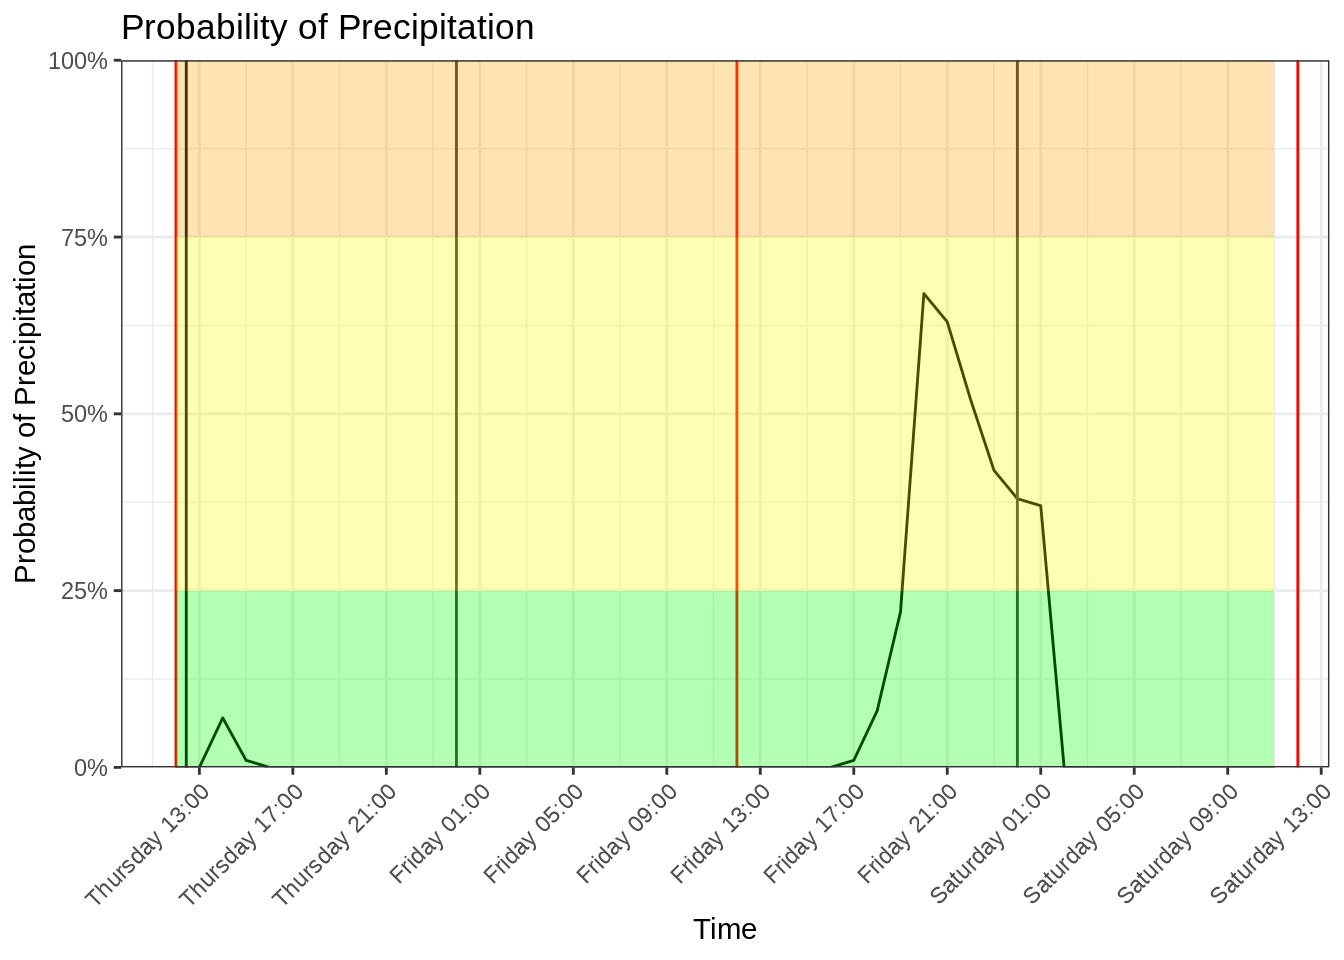 Probability of Precipitation
Probability of Precipitation
100%
75%
50%
25%
0%
Thursday 13:00
Thursday 17:00
Thursday 21:00
Friday 01:00
Friday 05:00
Friday 09:00
Friday 13:00
Friday 17:00
Friday 21:00
Saturday 01:00
Saturday 05:00
Saturday 09:00
Saturday 13:00
Time